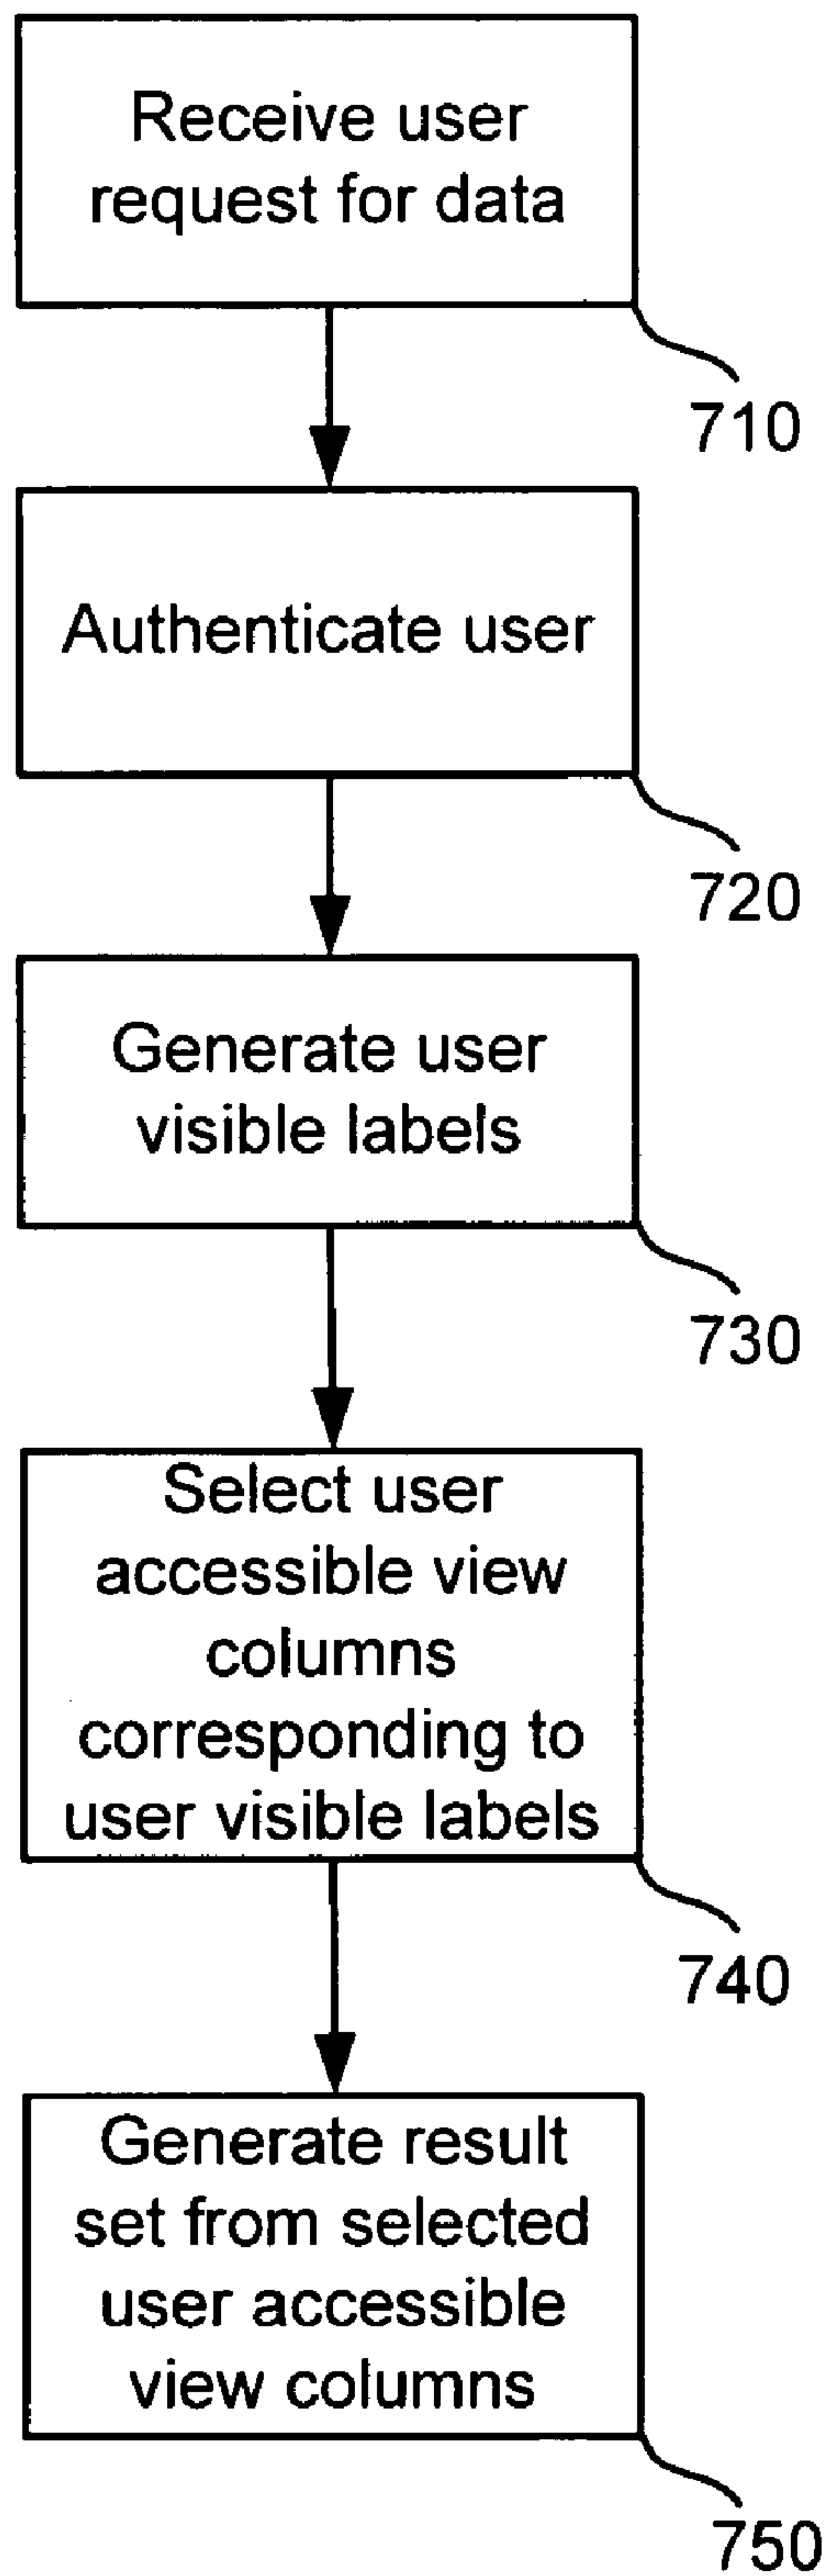 Receive user
request for data
710
Authenticate user
720
Generate user
visible labels
730
Select user
accessible view
columns
corresponding to
user visible labels
740
Generate result
set from selected
user accessible
view columns
750